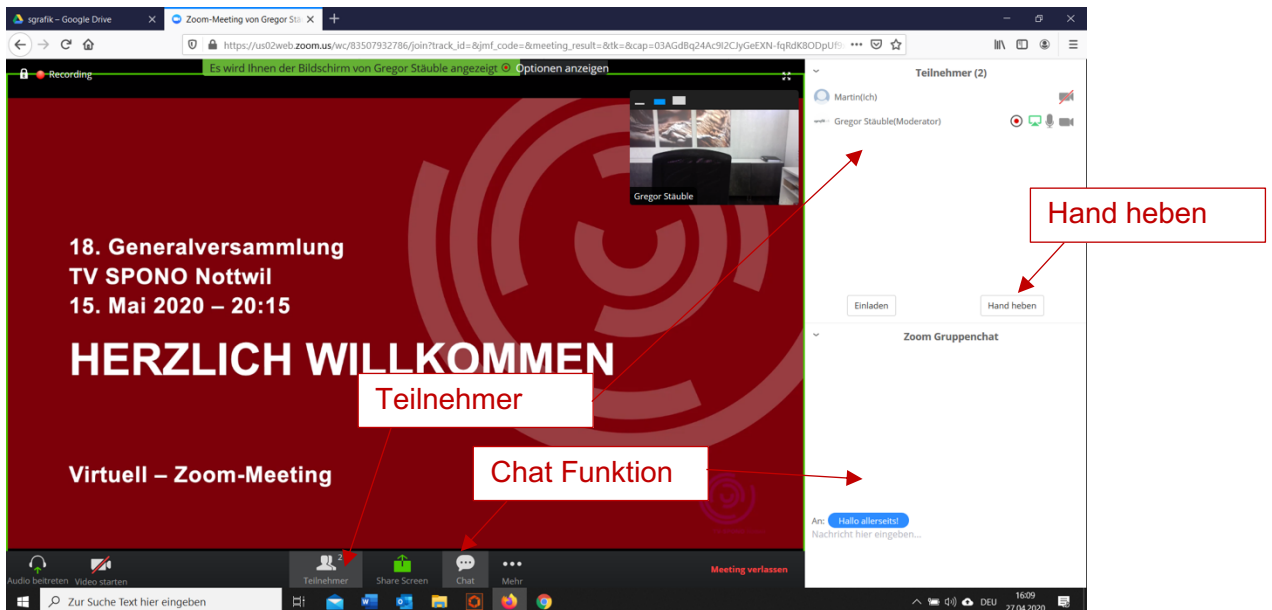 sgrafik – Google Drive
Zoom-Meeting von Gregor Stä
https://us02web.zoom.us/wc/83507932786/join?track_id=&jmf_code=&meeting_result=&tk=&cap=03AGdBq24Ac9I2CJyGeEXN-fqRdK8ODpUf9
Recording
Es wird Ihnen der Bildschirm von Gregor Stäuble angezeigt
Optionen anzeigen
Gregor Stäuble
18. Generalversammlung
TV SPONO Nottwil
15. Mai 2020 – 20:15
HERZLICH WILLKOMMEN
Virtuell – Zoom-Meeting
Teilnehmer (2)
Martin(Ich)
Gregor Stäuble(Moderator)
Hand heben
Einladen
Hand heben
Zoom Gruppenchat
Teilnehmer
Chat Funktion
An: Hallo allerseits!
Nachricht hier eingeben...
Audio beitreten
Video starten
2
Teilnehmer
Share Screen
Chat
Mehr
Meeting verlassen
Zur Suche Text hier eingeben
DEU
16:09
27.04.2020